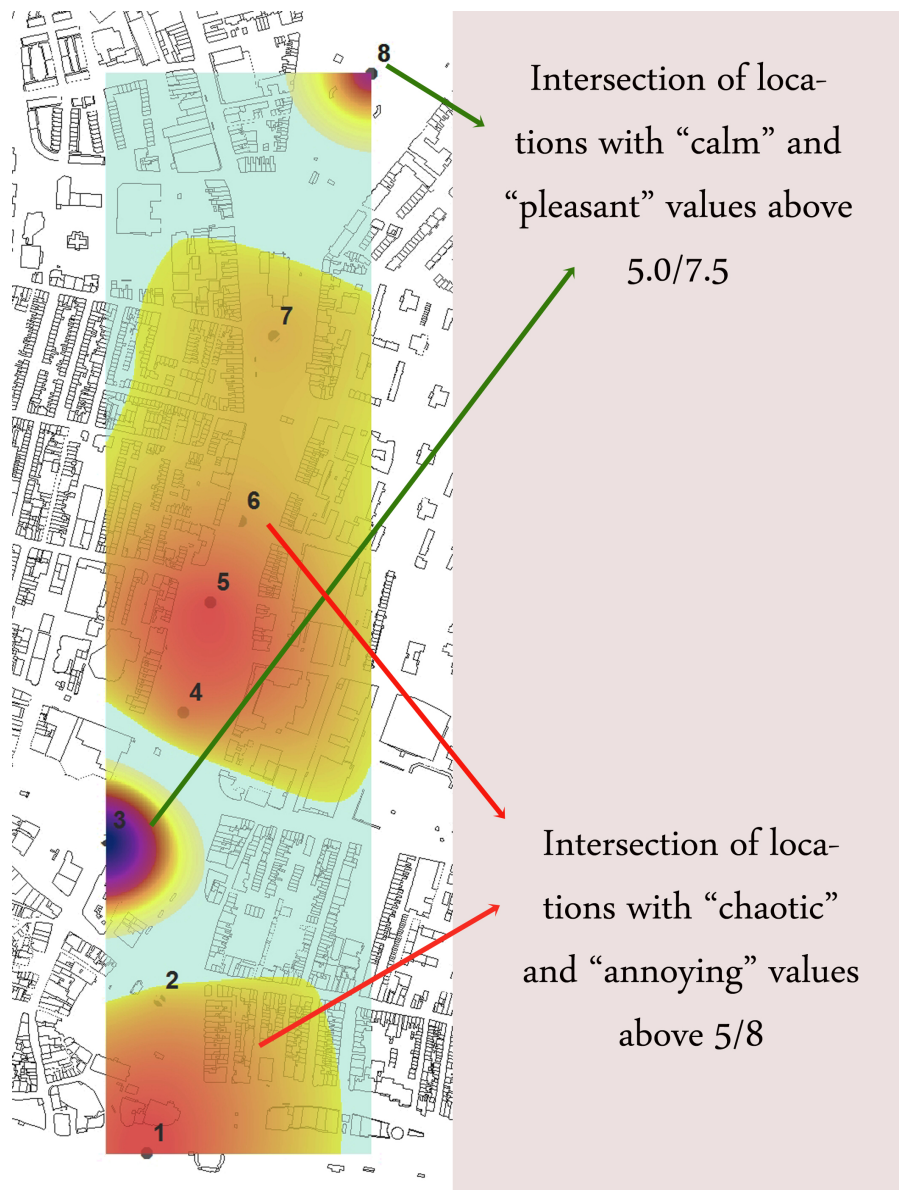 8
Intersection of loca-
tions with “calm” and
“pleasant” values above
5.0/7.5
7
6
5
4
3
Intersection of loca-
tions with “chaotic”
and “annoying” values
above 5/8
2
1